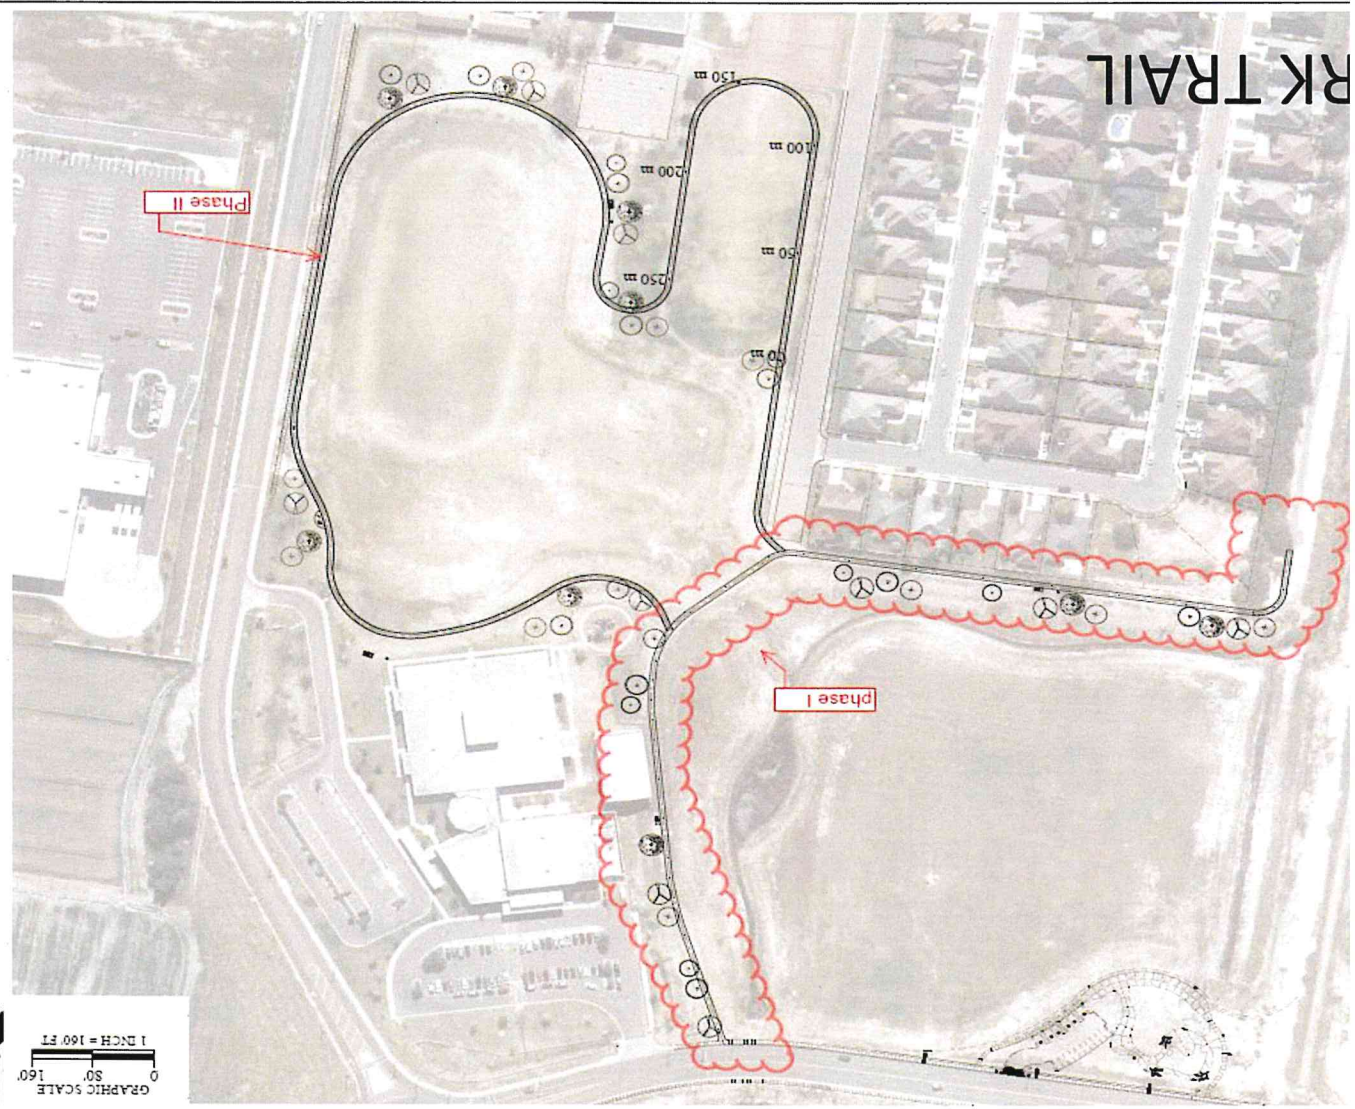 GRAPHIC SCALE
0 80' 160'
1 INCH = 160 FT
phase I
0 m
250 m
50 m
Phase II
200 m
100 m
150 m
RK TRAIL